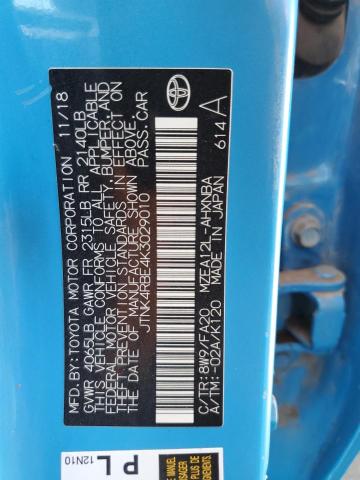 MFD.BY:TOYOTA MOTOR CORPORATION 11/18
GVWR 4065LB GAWR FR 2315LB RR 2140LB
THIS VEHICLE CONFORMS TO ALL APPLICABLE
FEDERAL MOTOR VEHICLE SAFETY, BUMPER, AND
THEFT PREVENTION STANDARDS IN EFFECT ON
THE DATE OF MANUFACTURE SHOWN ABOVE.
JTNK4RBE4K3029010 PASS.CAR
C/TR:8W9/FA20 MZEA12L-AHXNBA
A/TM:-02A/K120 MADE IN JAPAN
614 A
P L
12N10